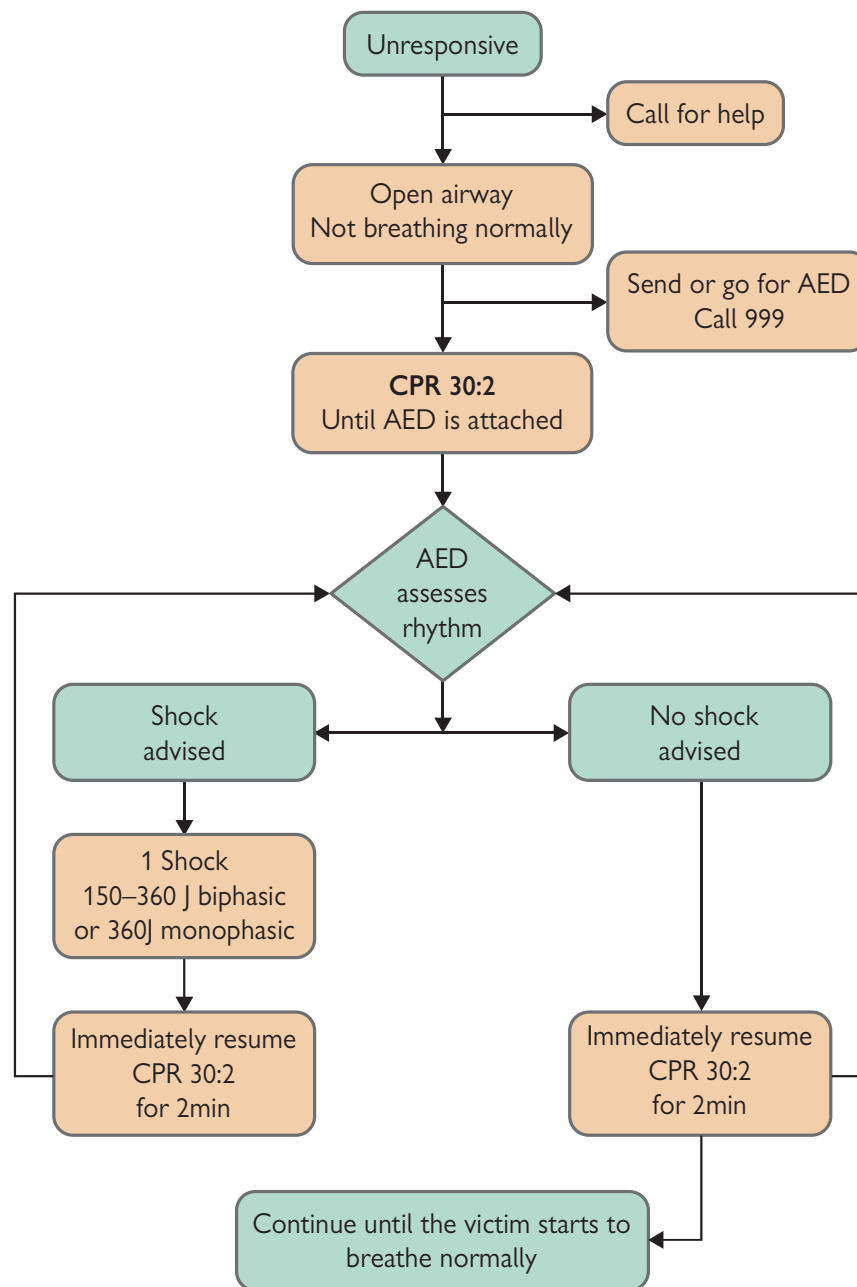 Unresponsive
Call for help
Open airway
Not breathing normally
Send or go for AED
Call 999
CPR 30:2
Until AED is attached
AED
assesses
rhythm
Shock
advised
No shock
advised
1 Shock
150–360 J biphasic
or 360J monophasic
Immediately resume
CPR 30:2
for 2min
Immediately resume
CPR 30:2
for 2min
Continue until the victim starts to
breathe normally